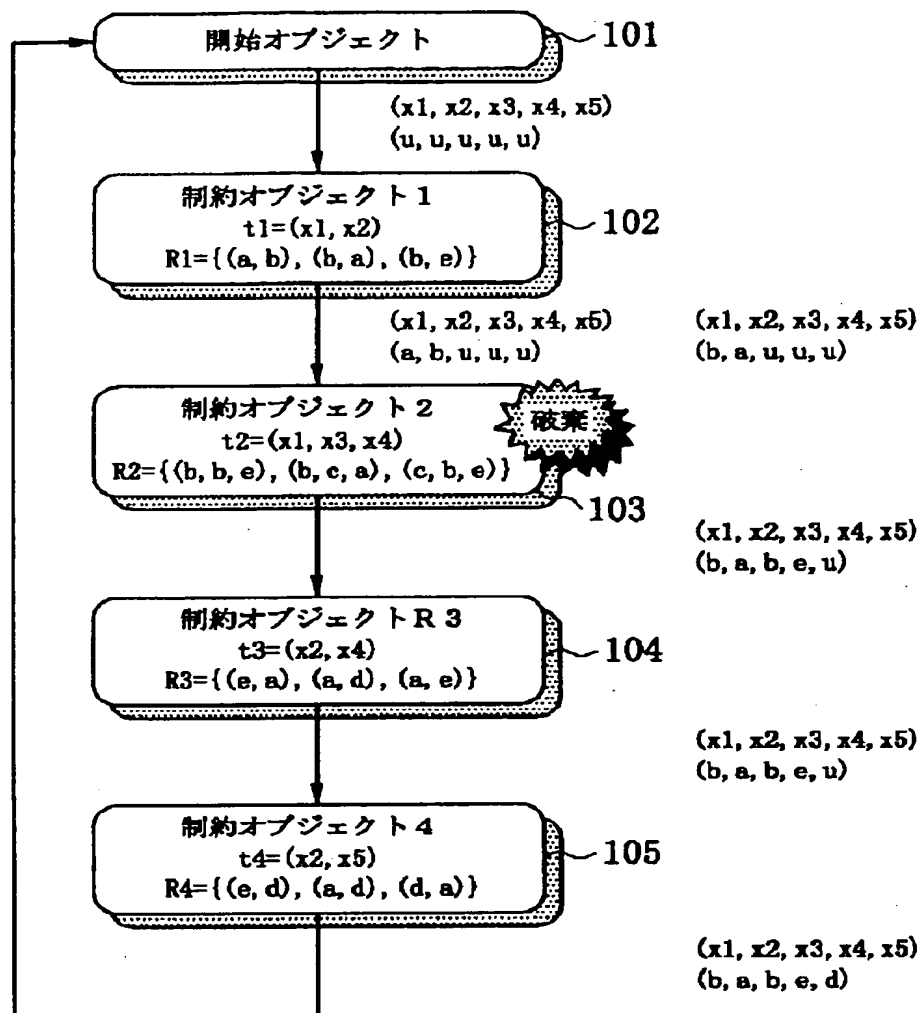 開始オブジェクト
101
(x1, x2, x3, x4, x5)
(u, u, u, u, u)
制約オブジェクト1
t1=(x1, x2)
R1={(a, b), (b, a), (b, e)}
102
(x1, x2, x3, x4, x5)
(a, b, u, u, u)
(x1, x2, x3, x4, x5)
(b, a, u, u, u)
制約オブジェクト2
t2=(x1, x3, x4)
R2={(b, b, e), (b, c, a), (c, b, e)}
破棄
103
(x1, x2, x3, x4, x5)
(b, a, b, e, u)
制約オブジェクトR3
t3=(x2, x4)
R3={(e, a), (a, d), (a, e)}
104
(x1, x2, x3, x4, x5)
(b, a, b, e, u)
制約オブジェクト4
t4=(x2, x5)
R4={(e, d), (a, d), (d, a)}
105
(x1, x2, x3, x4, x5)
(b, a, b, e, d)